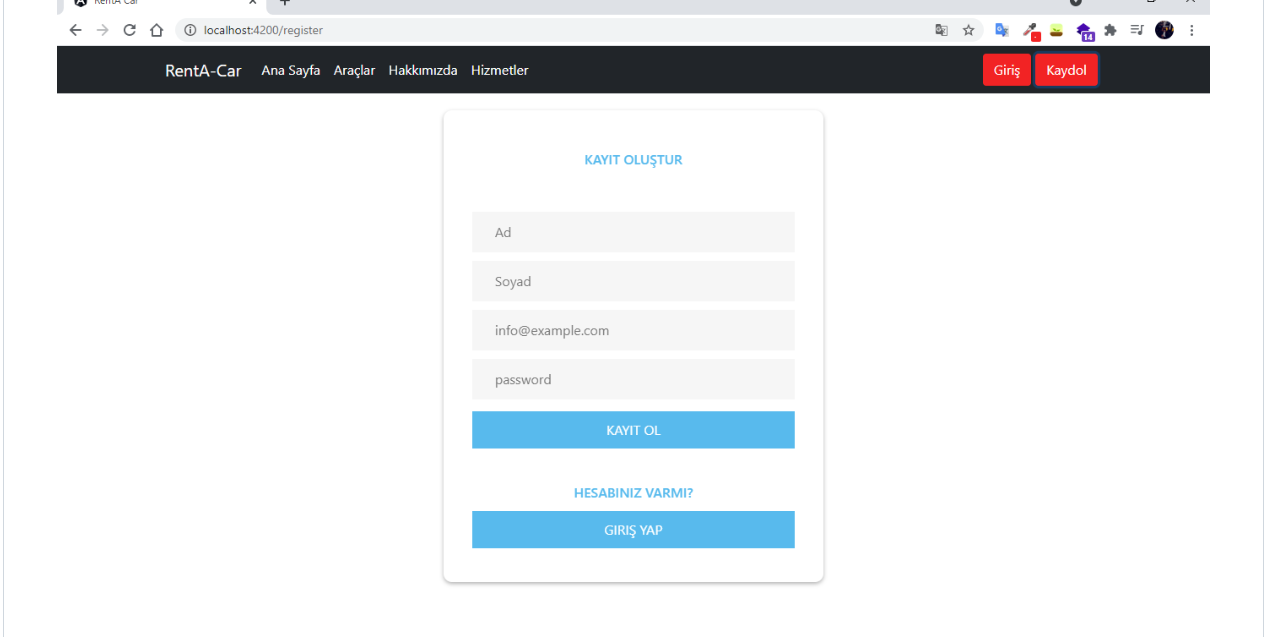 RentA Car
localhost:4200/register
14
RentA-Car Ana Sayfa Araçlar Hakkımızda Hizmetler Giriş Kaydol
KAYIT OLUŞTUR
Ad
Soyad
info@example.com
password
KAYIT OL
HESABINIZ VARMI?
GIRIŞ YAP